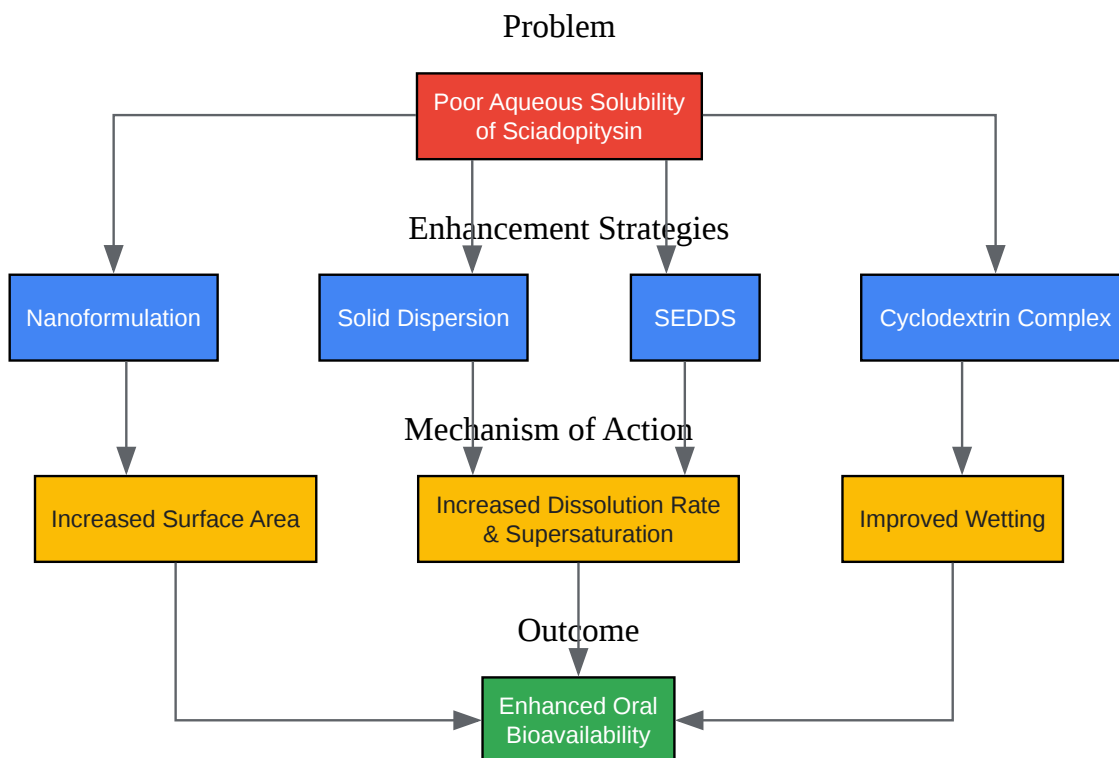 Problem
Poor Aqueous Solubility
of Sciadopitysin
Enhancement Strategies
Nanoformulation
Solid Dispersion
SEDDS
Cyclodextrin Complex
Mechanism of Action
Increased Surface Area
Increased Dissolution Rate
& Supersaturation
Improved Wetting
Outcome
Enhanced Oral
Bioavailability